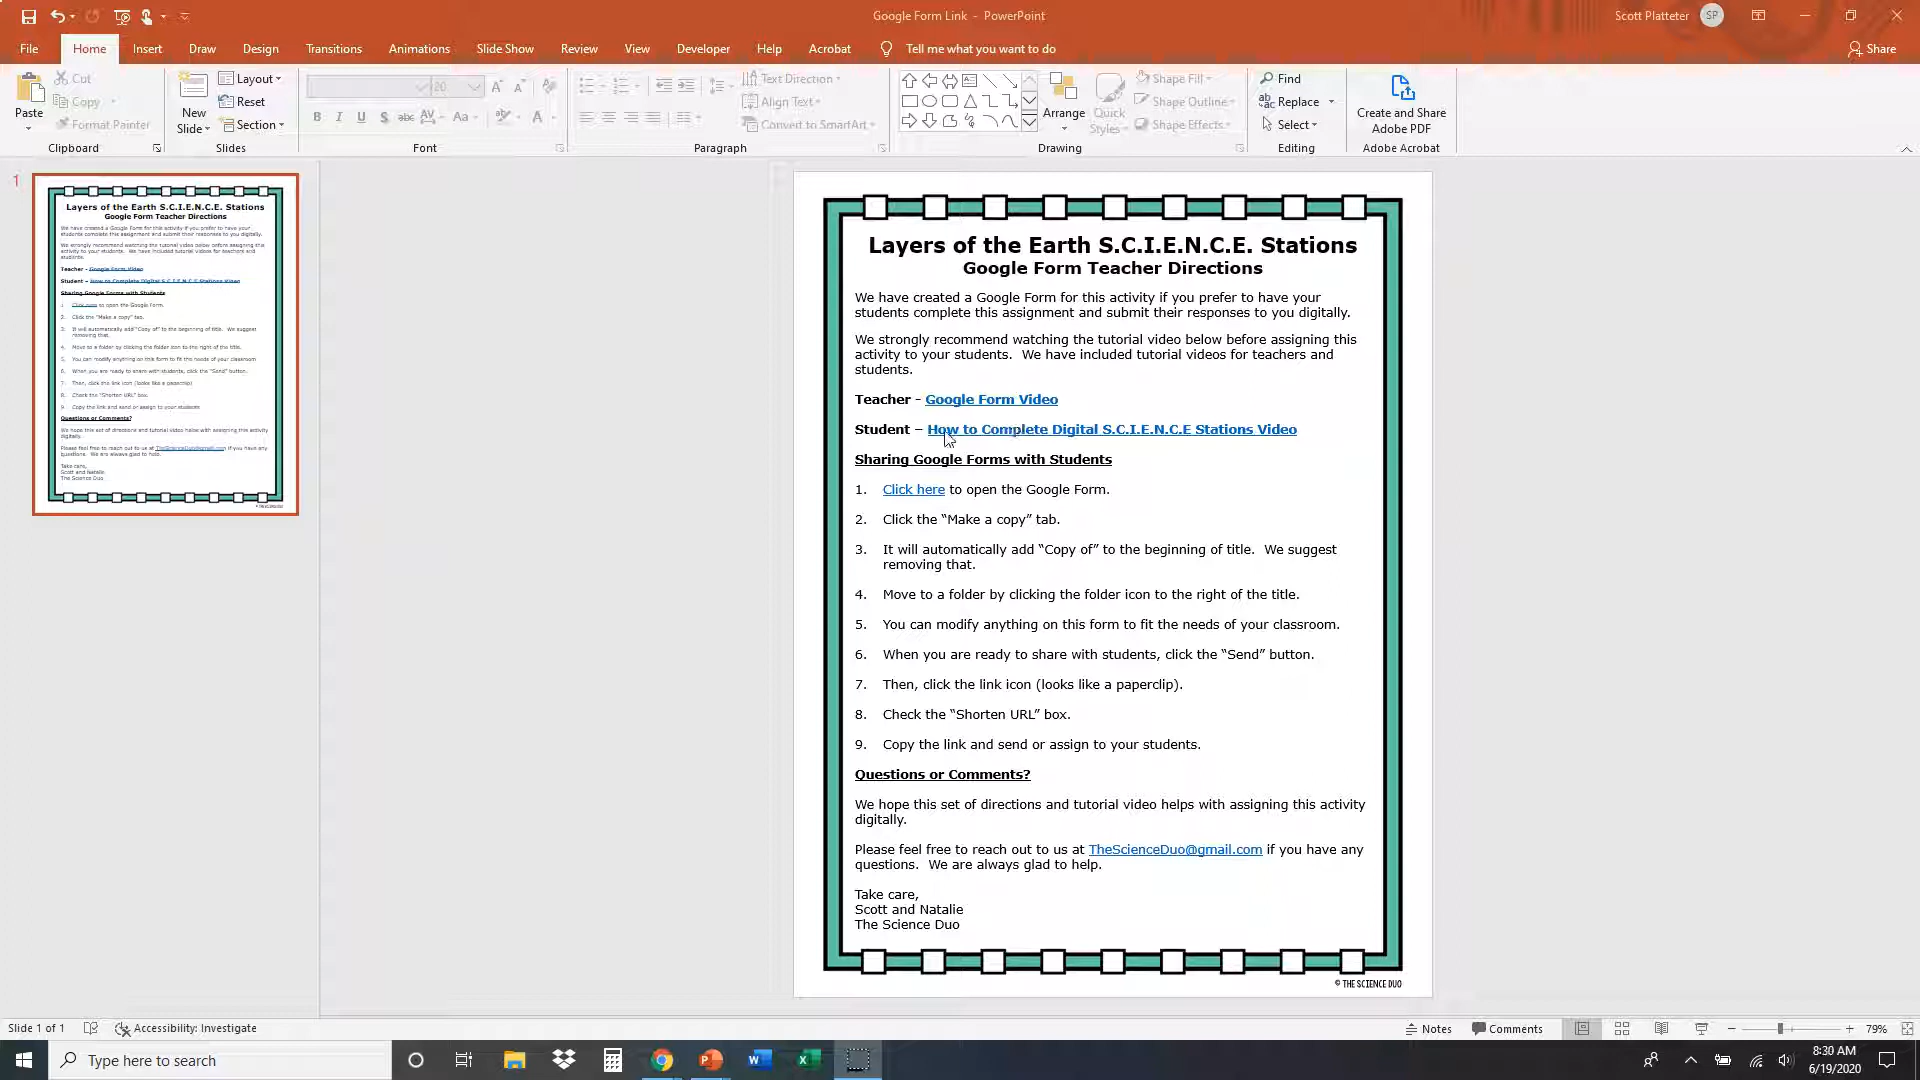 Google Form Link - PowerPoint
Scott Platteter
SP
File
Home
Insert
Draw
Design
Transitions
Animations
Slide Show
Review
View
Developer
Help
Acrobat
Tell me what you want to do
Share
Paste
Cut
Copy
Format Painter
Clipboard
New Slide
Layout
Reset
Section
Slides
20
Font
Text Direction
Align Text
Convert to SmartArt
Paragraph
Arrange
Quick Styles
Shape Fill
Shape Outline
Shape Effects
Drawing
Find
Replace
Select
Editing
Create and Share Adobe PDF
Adobe Acrobat
1
Layers of the Earth S.C.I.E.N.C.E. Stations
Google Form Teacher Directions
We have created a Google Form for this activity if you prefer to have your
students complete this assignment and submit their responses to you digitally.
We strongly recommend watching the tutorial video below before assigning this
activity to your students. We have included tutorial videos for teachers and
students.
Teacher - Google Form Video
Student – How to Complete Digital S.C.I.E.N.C.E Stations Video
Sharing Google Forms with Students
1. Click here to open the Google Form.
2. Click the “Make a copy” tab.
3. It will automatically add “Copy of” to the beginning of title. We suggest
removing that.
4. Move to a folder by clicking the folder icon to the right of the title.
5. You can modify anything on this form to fit the needs of your classroom.
6. When you are ready to share with students, click the “Send” button.
7. Then, click the link icon (looks like a paperclip).
8. Check the “Shorten URL” box.
9. Copy the link and send or assign to your students.
Questions or Comments?
We hope this set of directions and tutorial video helps with assigning this activity
digitally.
Please feel free to reach out to us at TheScienceDuo@gmail.com if you have any
questions. We are always glad to help.
Take care,
Scott and Natalie
The Science Duo
© THE SCIENCE DUO
Slide 1 of 1
Accessibility: Investigate
Notes
Comments
79%
Type here to search
8:30 AM
6/19/2020